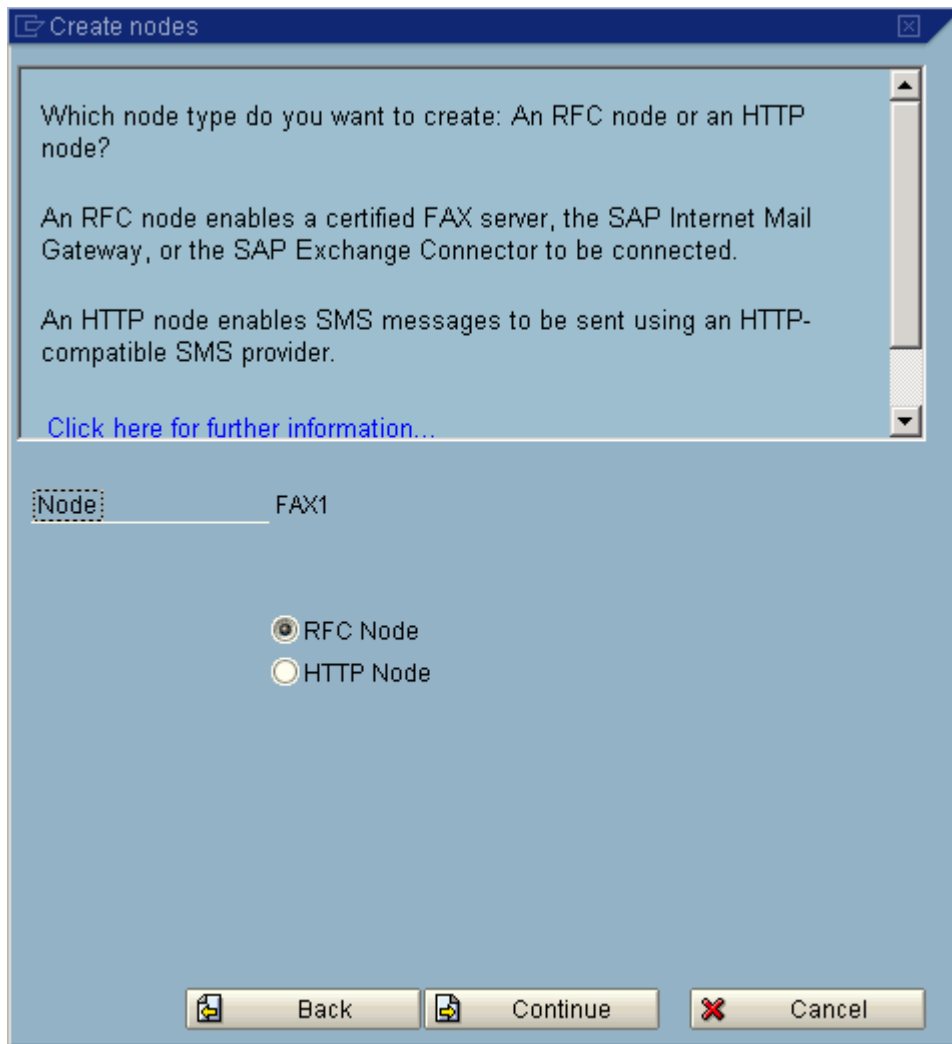 Create nodes
Which node type do you want to create: An RFC node or an HTTP
node?
An RFC node enables a certified FAX server, the SAP Internet Mail
Gateway, or the SAP Exchange Connector to be connected.
An HTTP node enables SMS messages to be sent using an HTTP-
compatible SMS provider.
Click here for further information...
Node FAX1
RFC Node
HTTP Node
Back Continue Cancel